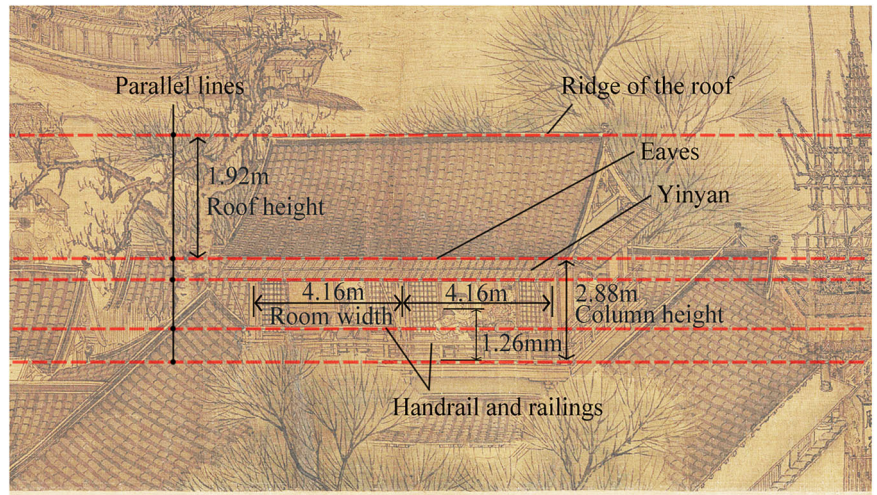 Parallel lines
Ridge of the roof
Eaves
1.92m
Roof height
Yinyan
4.16m
4.16m
2.88m
Room width
Column height
1.26mm
Handrail and railings